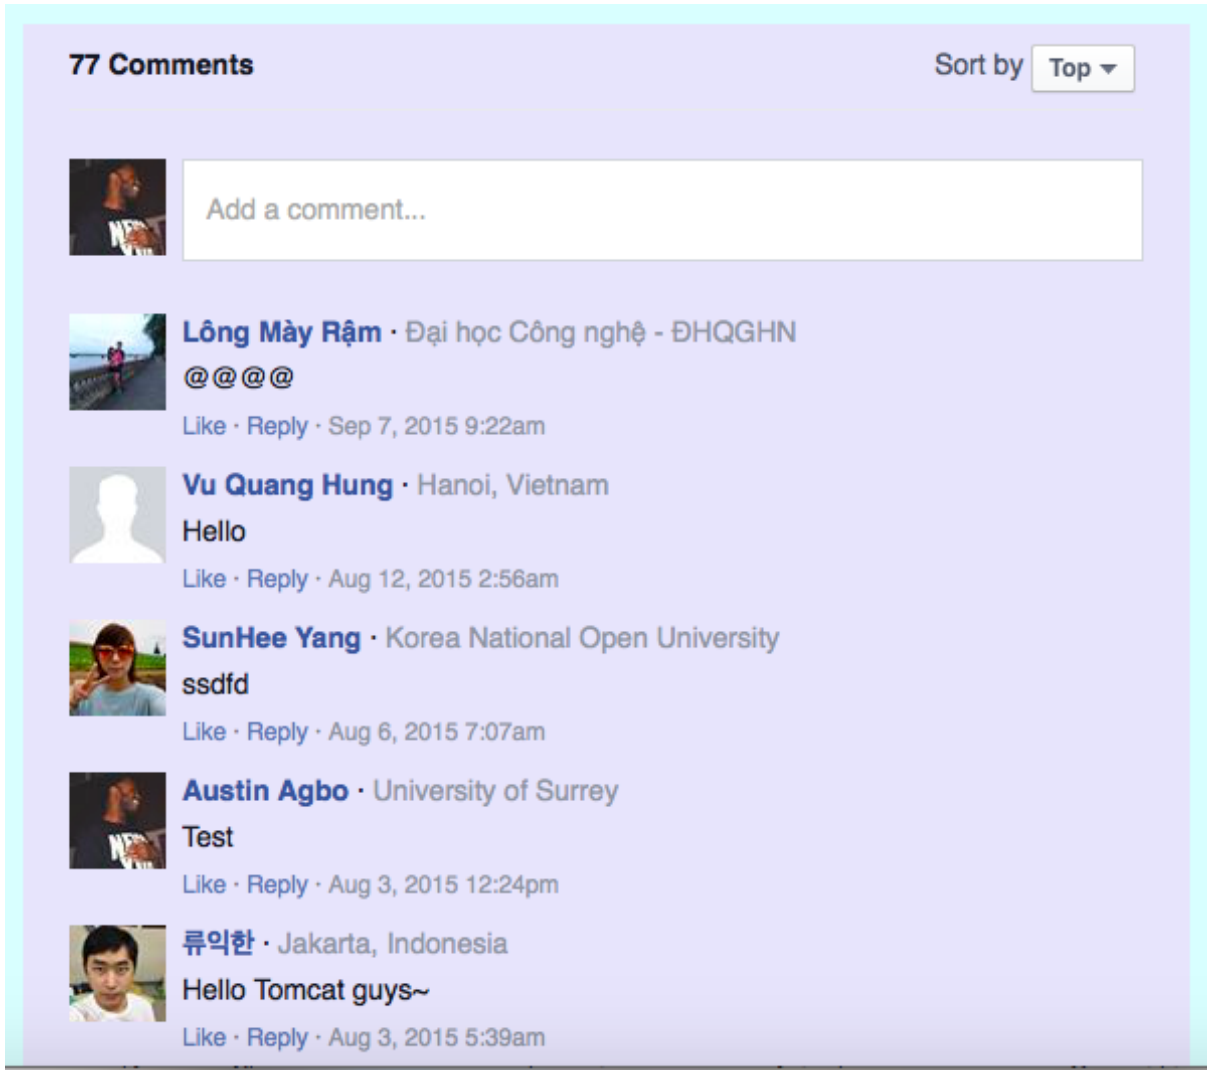 77 Comments
Sort by Top
Add a comment...
Lông Mày Rậm · Đại học Công nghệ - ĐHQGHN
@@@@
Like · Reply · Sep 7, 2015 9:22am
Vu Quang Hung · Hanoi, Vietnam
Hello
Like · Reply · Aug 12, 2015 2:56am
SunHee Yang · Korea National Open University
ssdfd
Like · Reply · Aug 6, 2015 7:07am
Austin Agbo · University of Surrey
Test
Like · Reply · Aug 3, 2015 12:24pm
류익한 · Jakarta, Indonesia
Hello Tomcat guys~
Like · Reply · Aug 3, 2015 5:39am